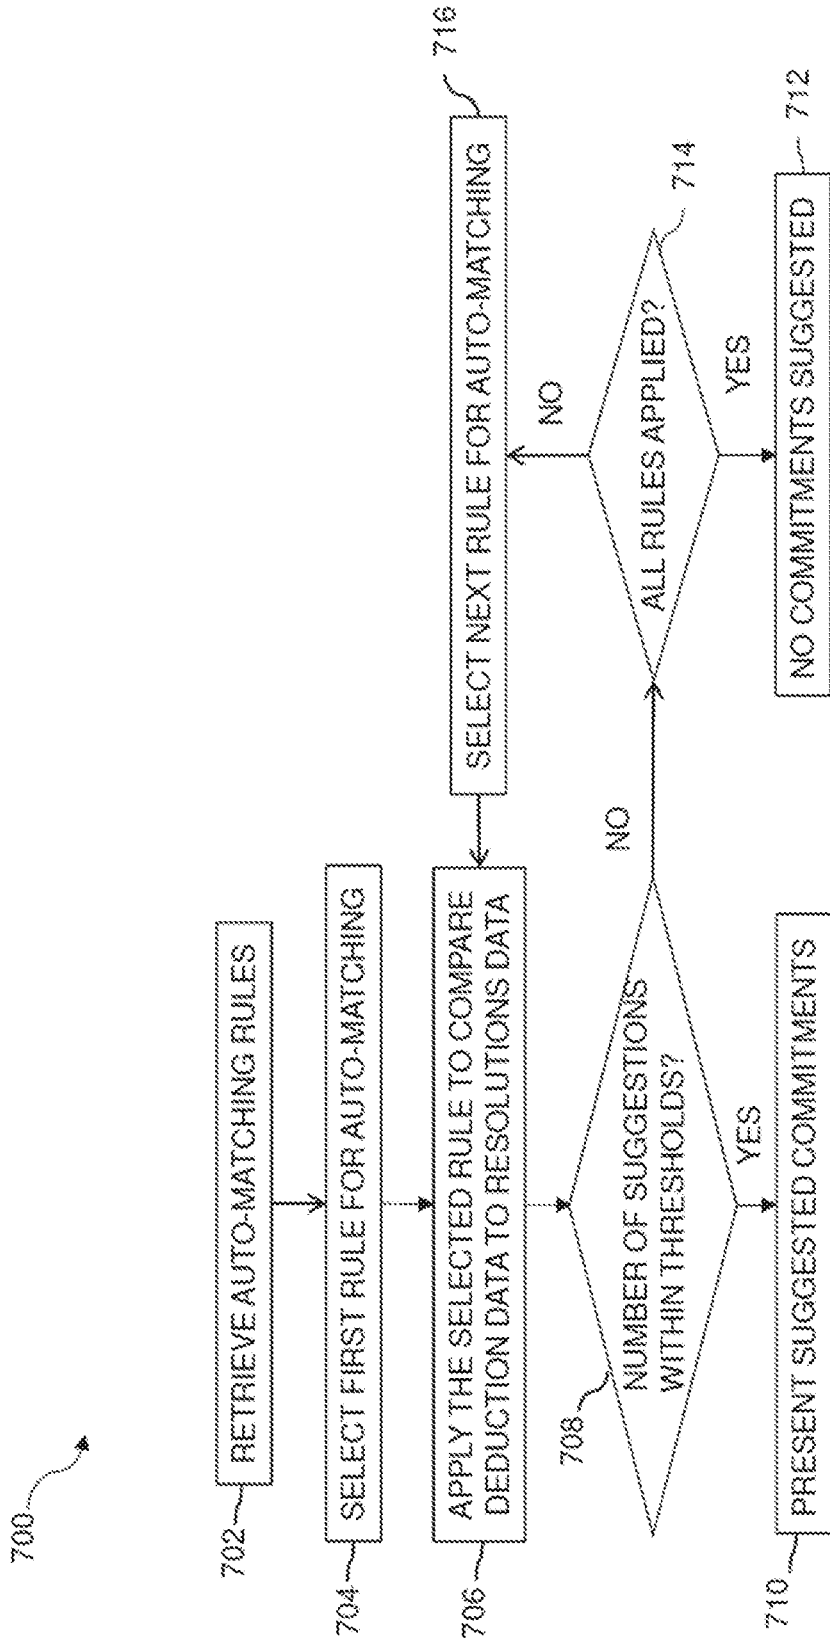 700
RETRIEVE AUTO-MATCHING RULES
702
SELECT FIRST RULE FOR AUTO-MATCHING
704
APPLY THE SELECTED RULE TO COMPARE
DEDUCTION DATA TO RESOLUTIONS DATA
706
SELECT NEXT RULE FOR AUTO-MATCHING
716
NUMBER OF SUGGESTIONS
WITHIN THRESHOLDS?
708
NO
ALL RULES APPLIED?
714
NO
YES
YES
PRESENT SUGGESTED COMMITMENTS
710
NO COMMITMENTS SUGGESTED
712